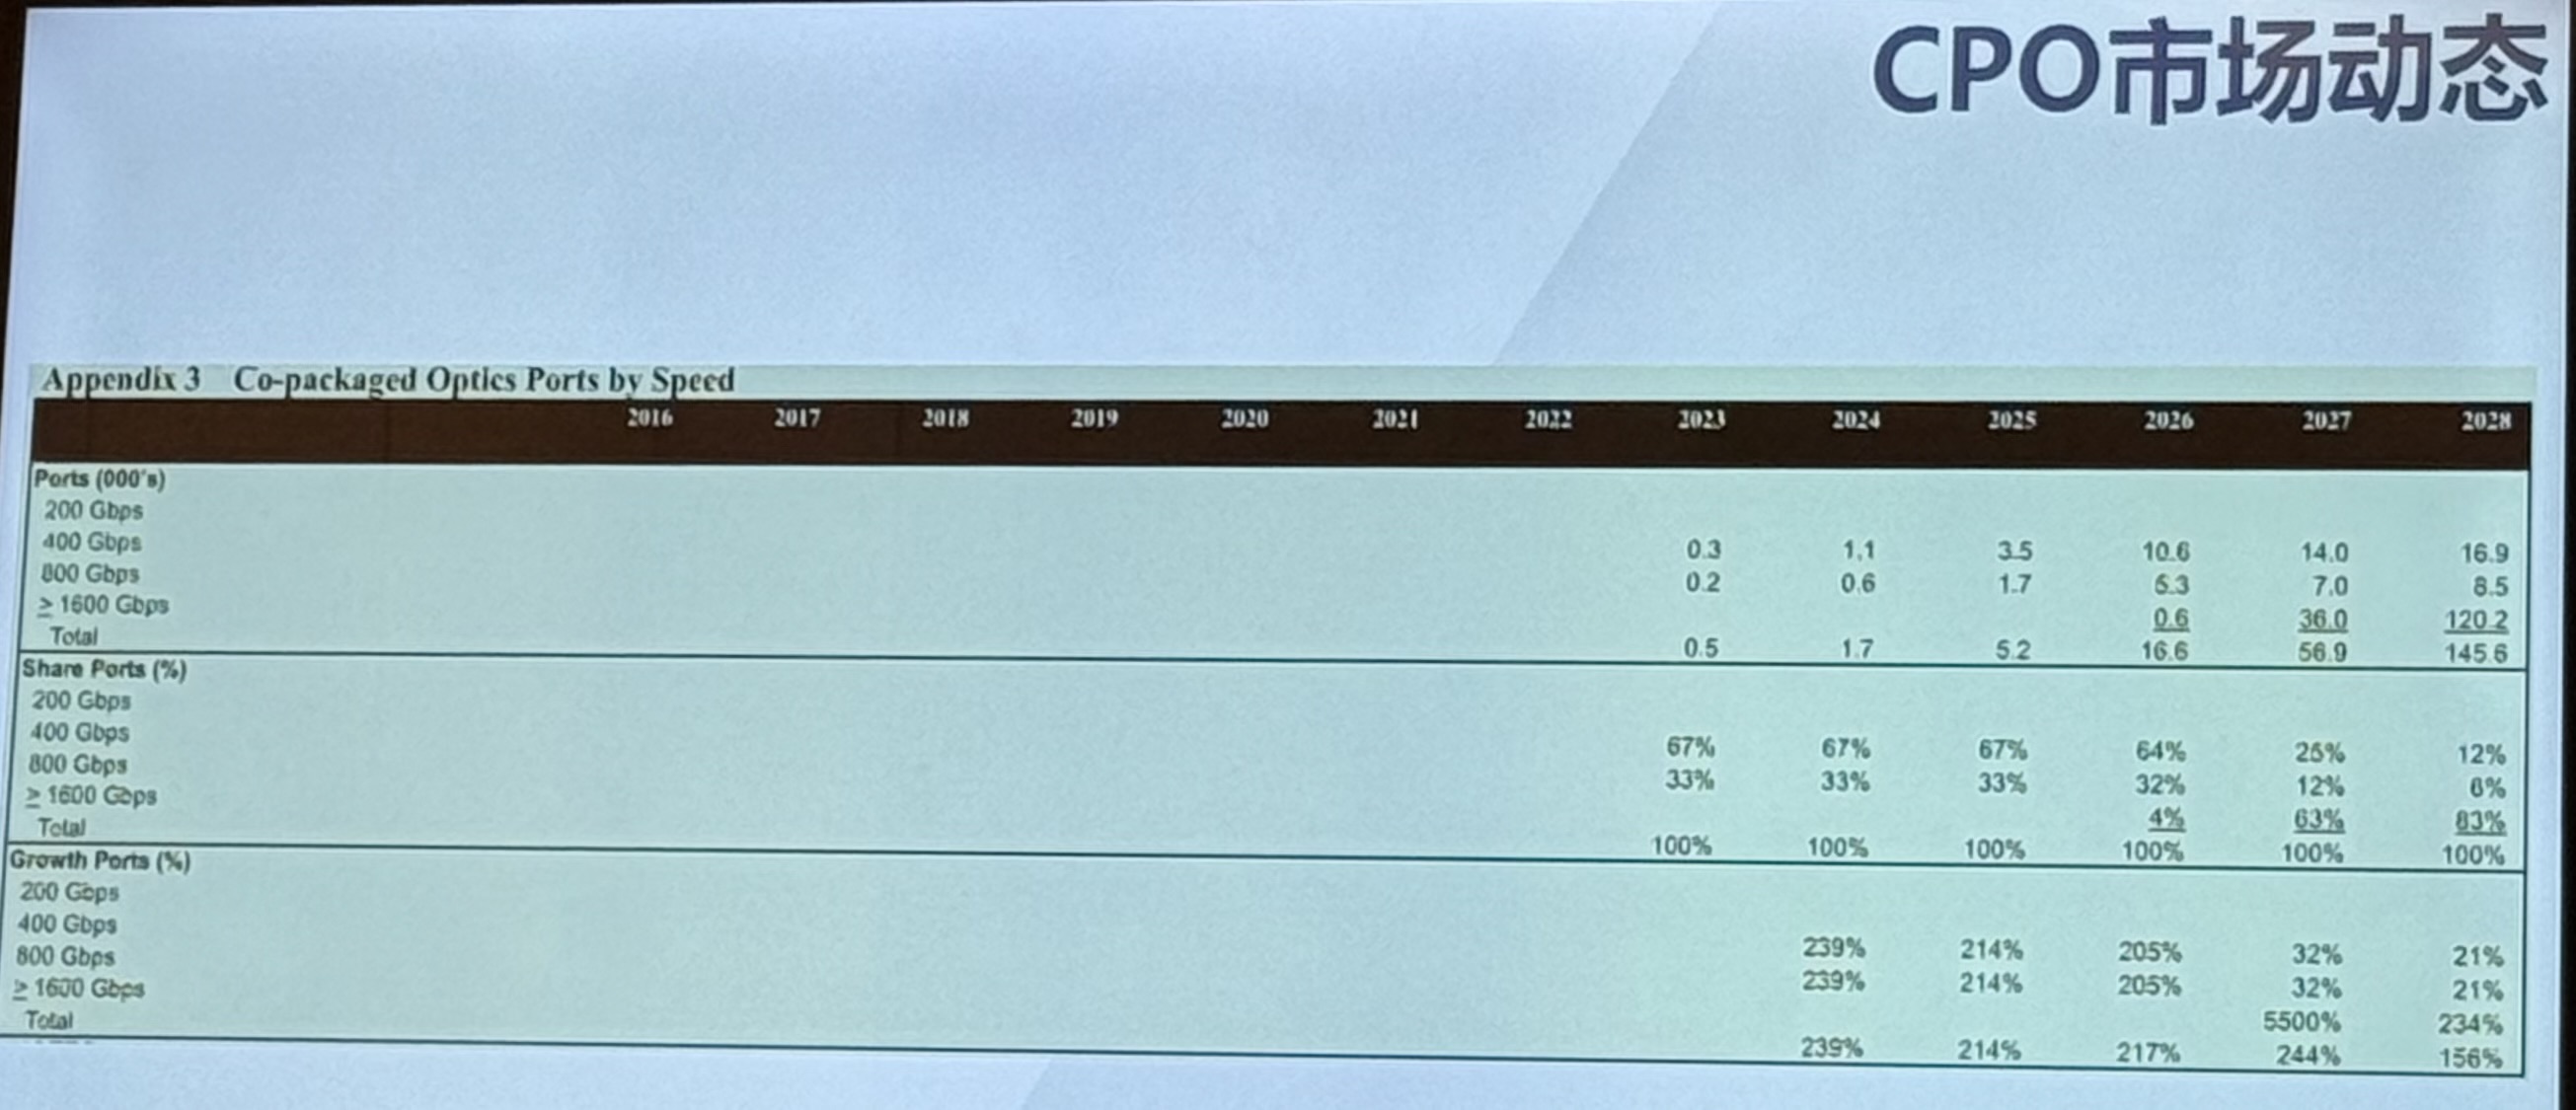 CPO市场动态
Appendix 3 Co-packaged Optics Ports by Speed
2016 2017 2018 2019 2020 2021 2022 2023 2024 2025 2026 2027 2028
Ports (000's)
200 Gbps
400 Gbps 0.3 1.1 3.5 10.6 14.0 16.9
800 Gbps 0.2 0.6 1.7 5.3 7.0 8.5
≥ 1600 Gbps 0.6 36.0 120.2
Total 0.5 1.7 5.2 16.6 56.9 145.6
Share Ports (%)
200 Gbps
400 Gbps 67% 67% 67% 64% 25% 12%
800 Gbps 33% 33% 33% 32% 12% 6%
≥ 1600 Gbps 4% 63% 83%
Total 100% 100% 100% 100% 100% 100%
Growth Ports (%)
200 Gbps
400 Gbps 239% 214% 205% 32% 21%
800 Gbps 239% 214% 205% 32% 21%
≥ 1600 Gbps 5500% 234%
Total 239% 214% 217% 244% 156%